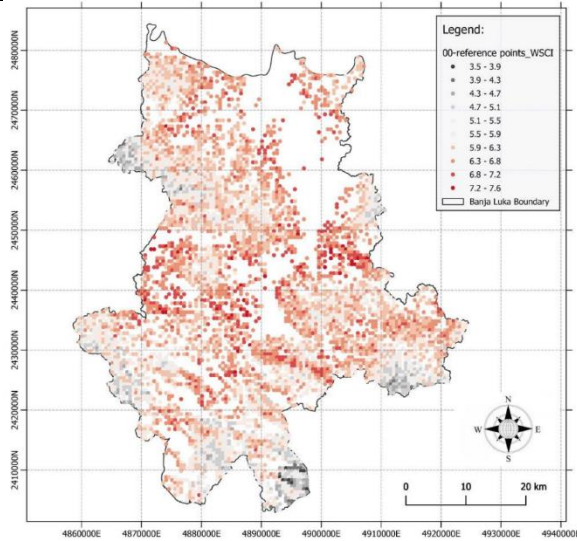 Legend:
00-reference points_WSCI
3.5 - 3.9
3.9 - 4.3
4.3 - 4.7
4.7 - 5.1
5.1 - 5.5
5.5 - 5.9
5.9 - 6.3
6.3 - 6.8
6.8 - 7.2
7.2 - 7.6
Banja Luka Boundary
2480000N
2470000N
2460000N
2450000N
2440000N
2430000N
2420000N
2410000N
N
W E
S
0 10 20 km
4860000E 4870000E 4880000E 4890000E 4900000E 4910000E 4920000E 4930000E 4940000E